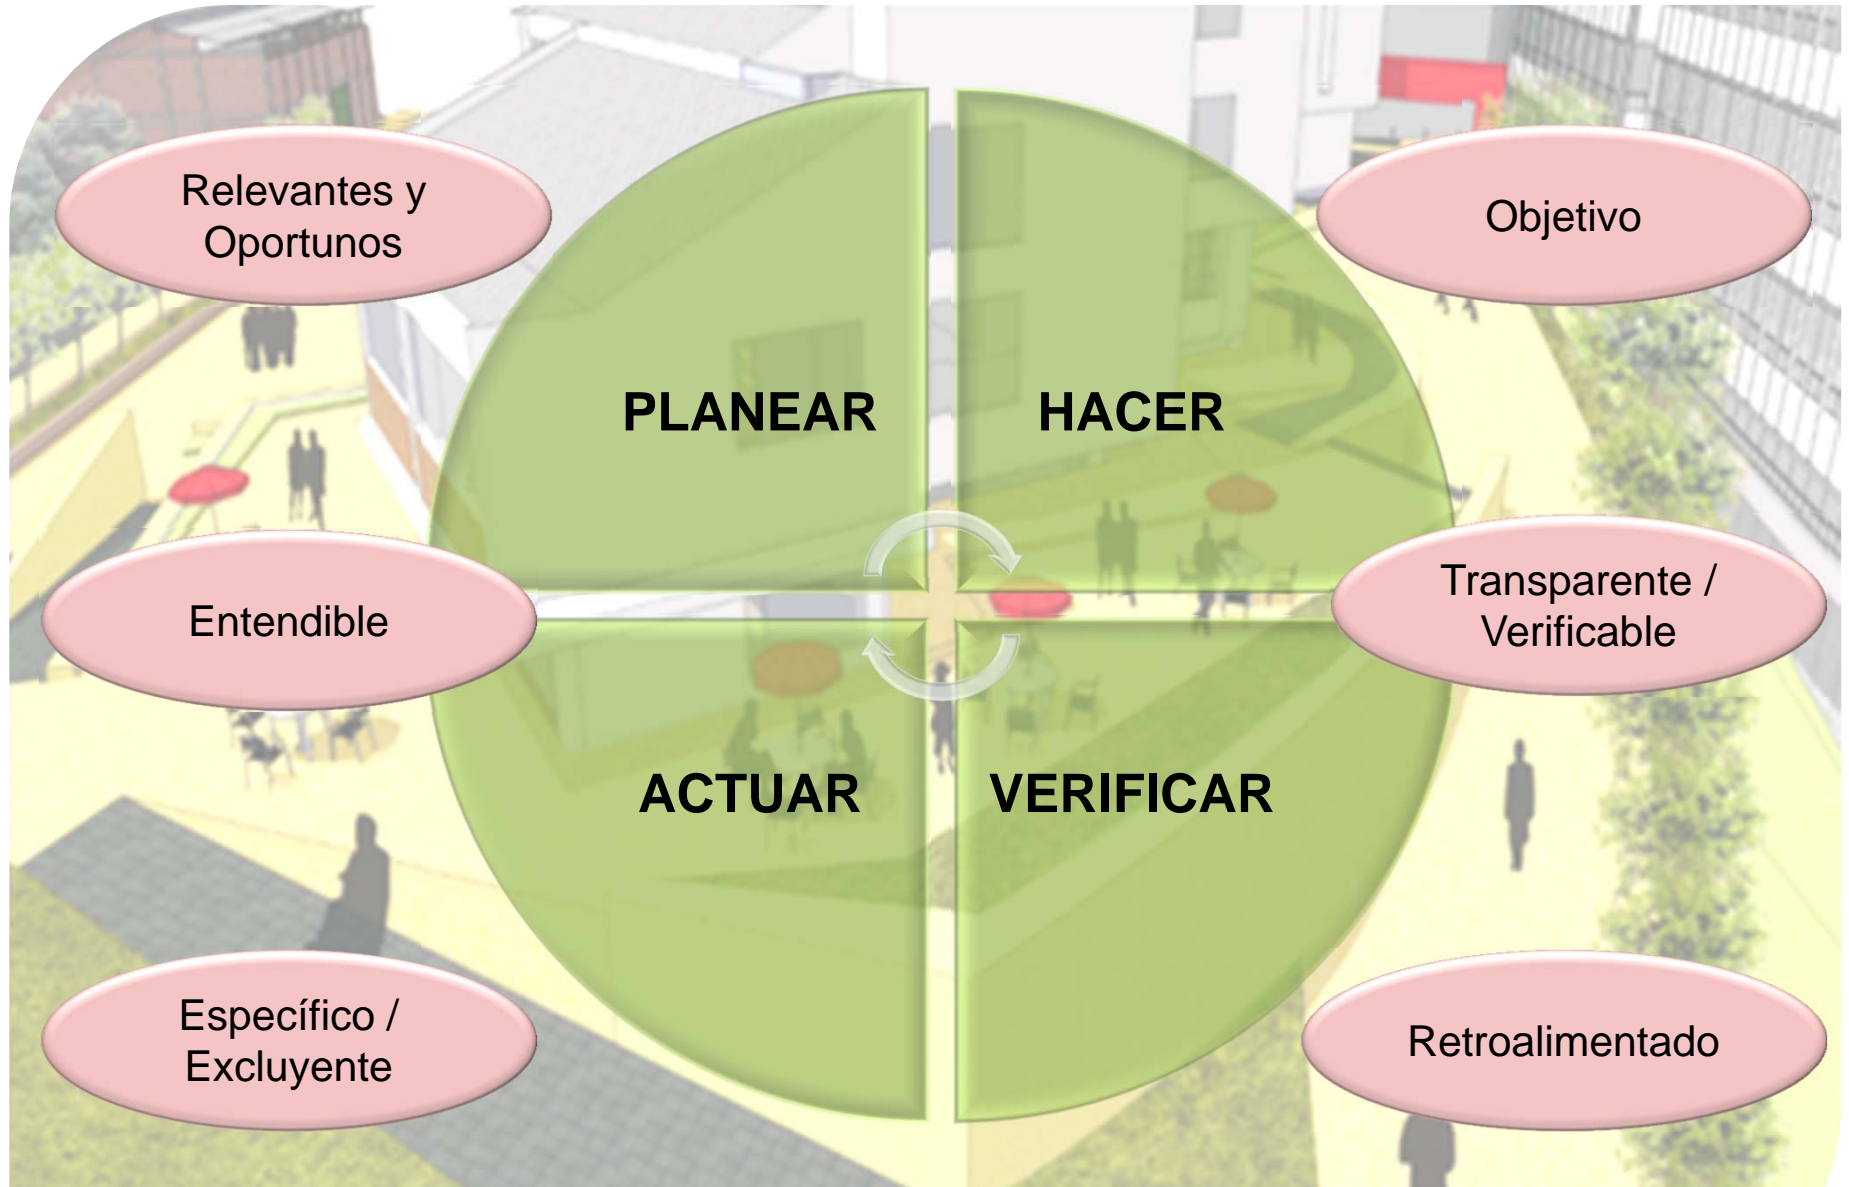 Relevantes y
Oportunos
Objetivo
PLANEAR
HACER
Entendible
Transparente /
Verificable
ACTUAR
VERIFICAR
Específico /
Excluyente
Retroalimentado